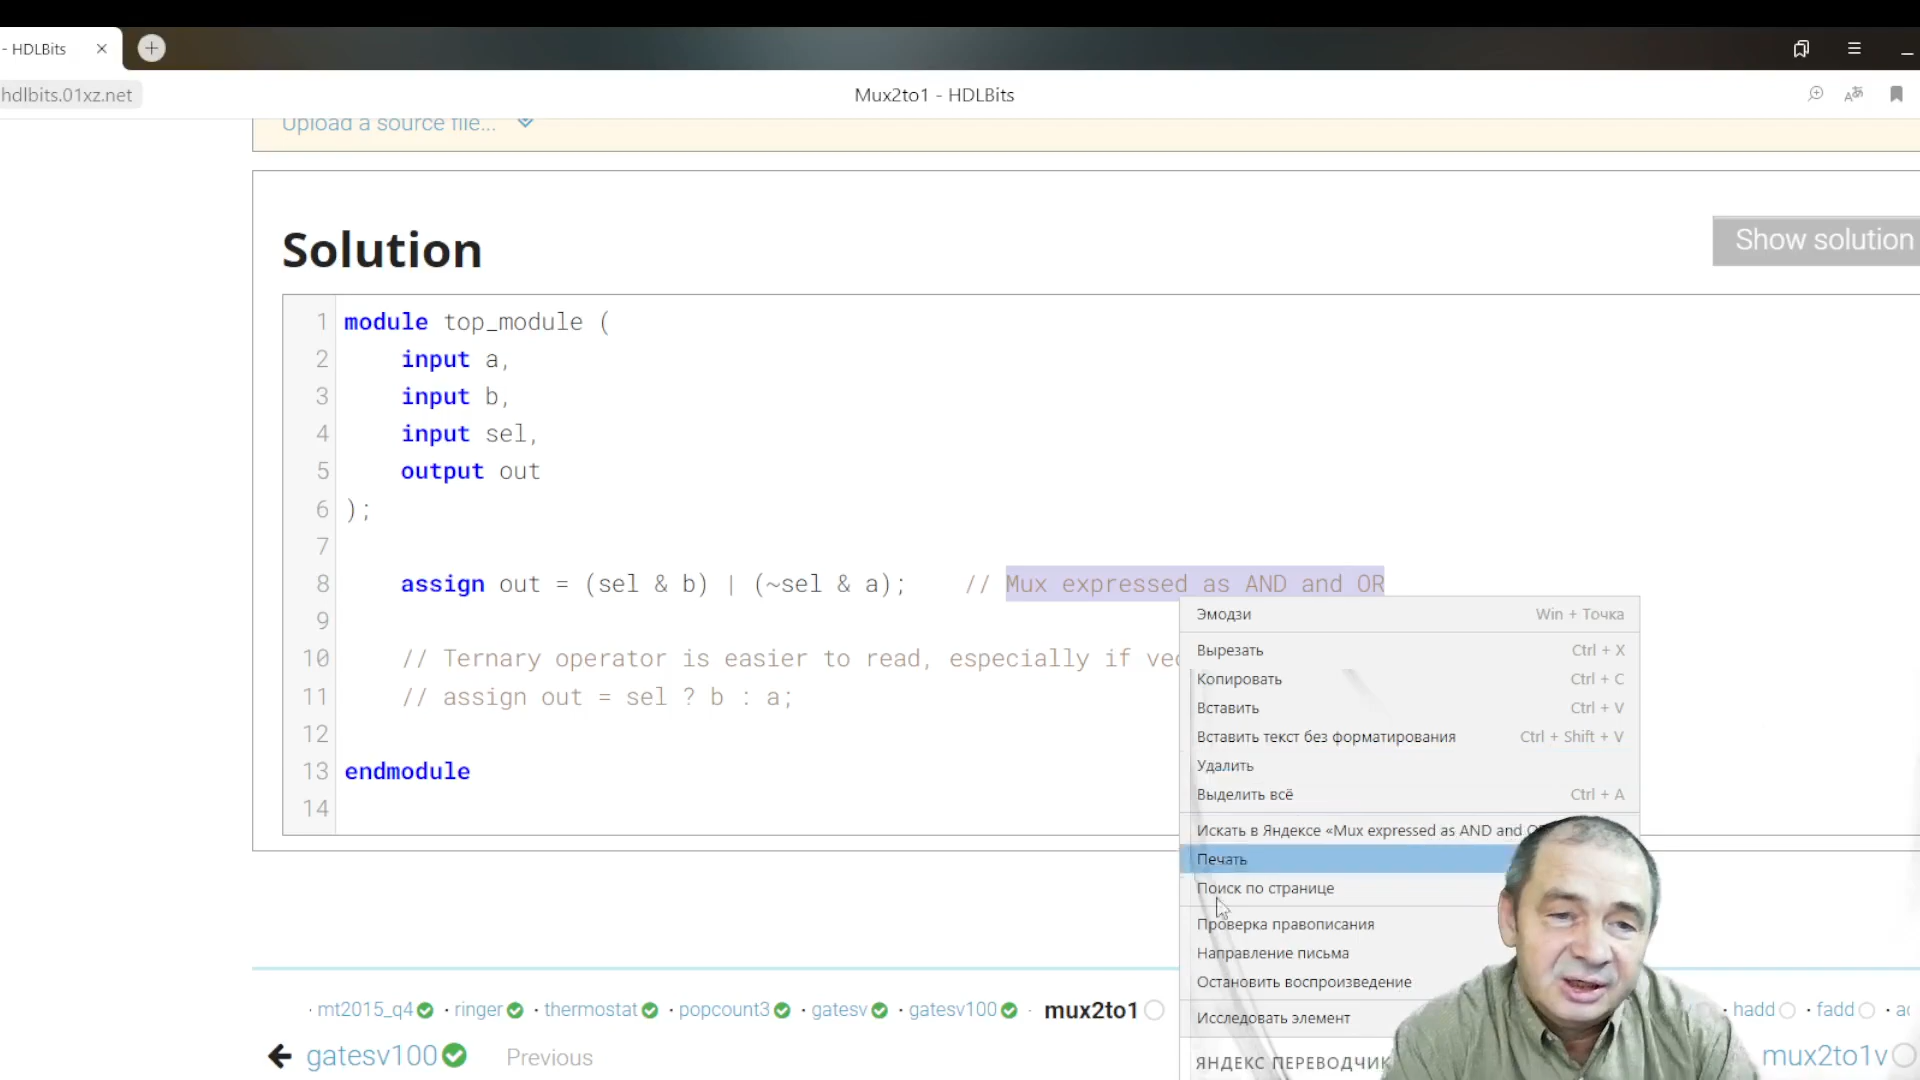 - HDLBits
hdlbits.01xz.net
Mux2to1 - HDLBits
Upload a source file...
Solution
Show solution
1 module top_module (
2 input a,
3 input b,
4 input sel,
5 output out
6 );
7
8 assign out = (sel & b) | (~sel & a); // Mux expressed as AND and OR
9
10 // Ternary operator is easier to read, especially if
11 // assign out = sel ? b : a;
12
13 endmodule
14
Эмодзи Win + Точка
Вырезать Ctrl + X
Копировать Ctrl + C
Вставить Ctrl + V
Вставить текст без форматирования Ctrl + Shift + V
Удалить
Выделить всё Ctrl + A
Искать в Яндексе «Mux expressed as AND and
Печать
Поиск по странице
Проверка правописания
Направление письма
Остановить воспроизведение
Исследовать элемент
ЯНДЕКС ПЕРЕВОДЧИК
· mt2015_q4 · ringer · thermostat · popcount3 · gatesv · gatesv100 · mux2to1 · hadd · fadd ·
gatesv100 Previous mux2to1v